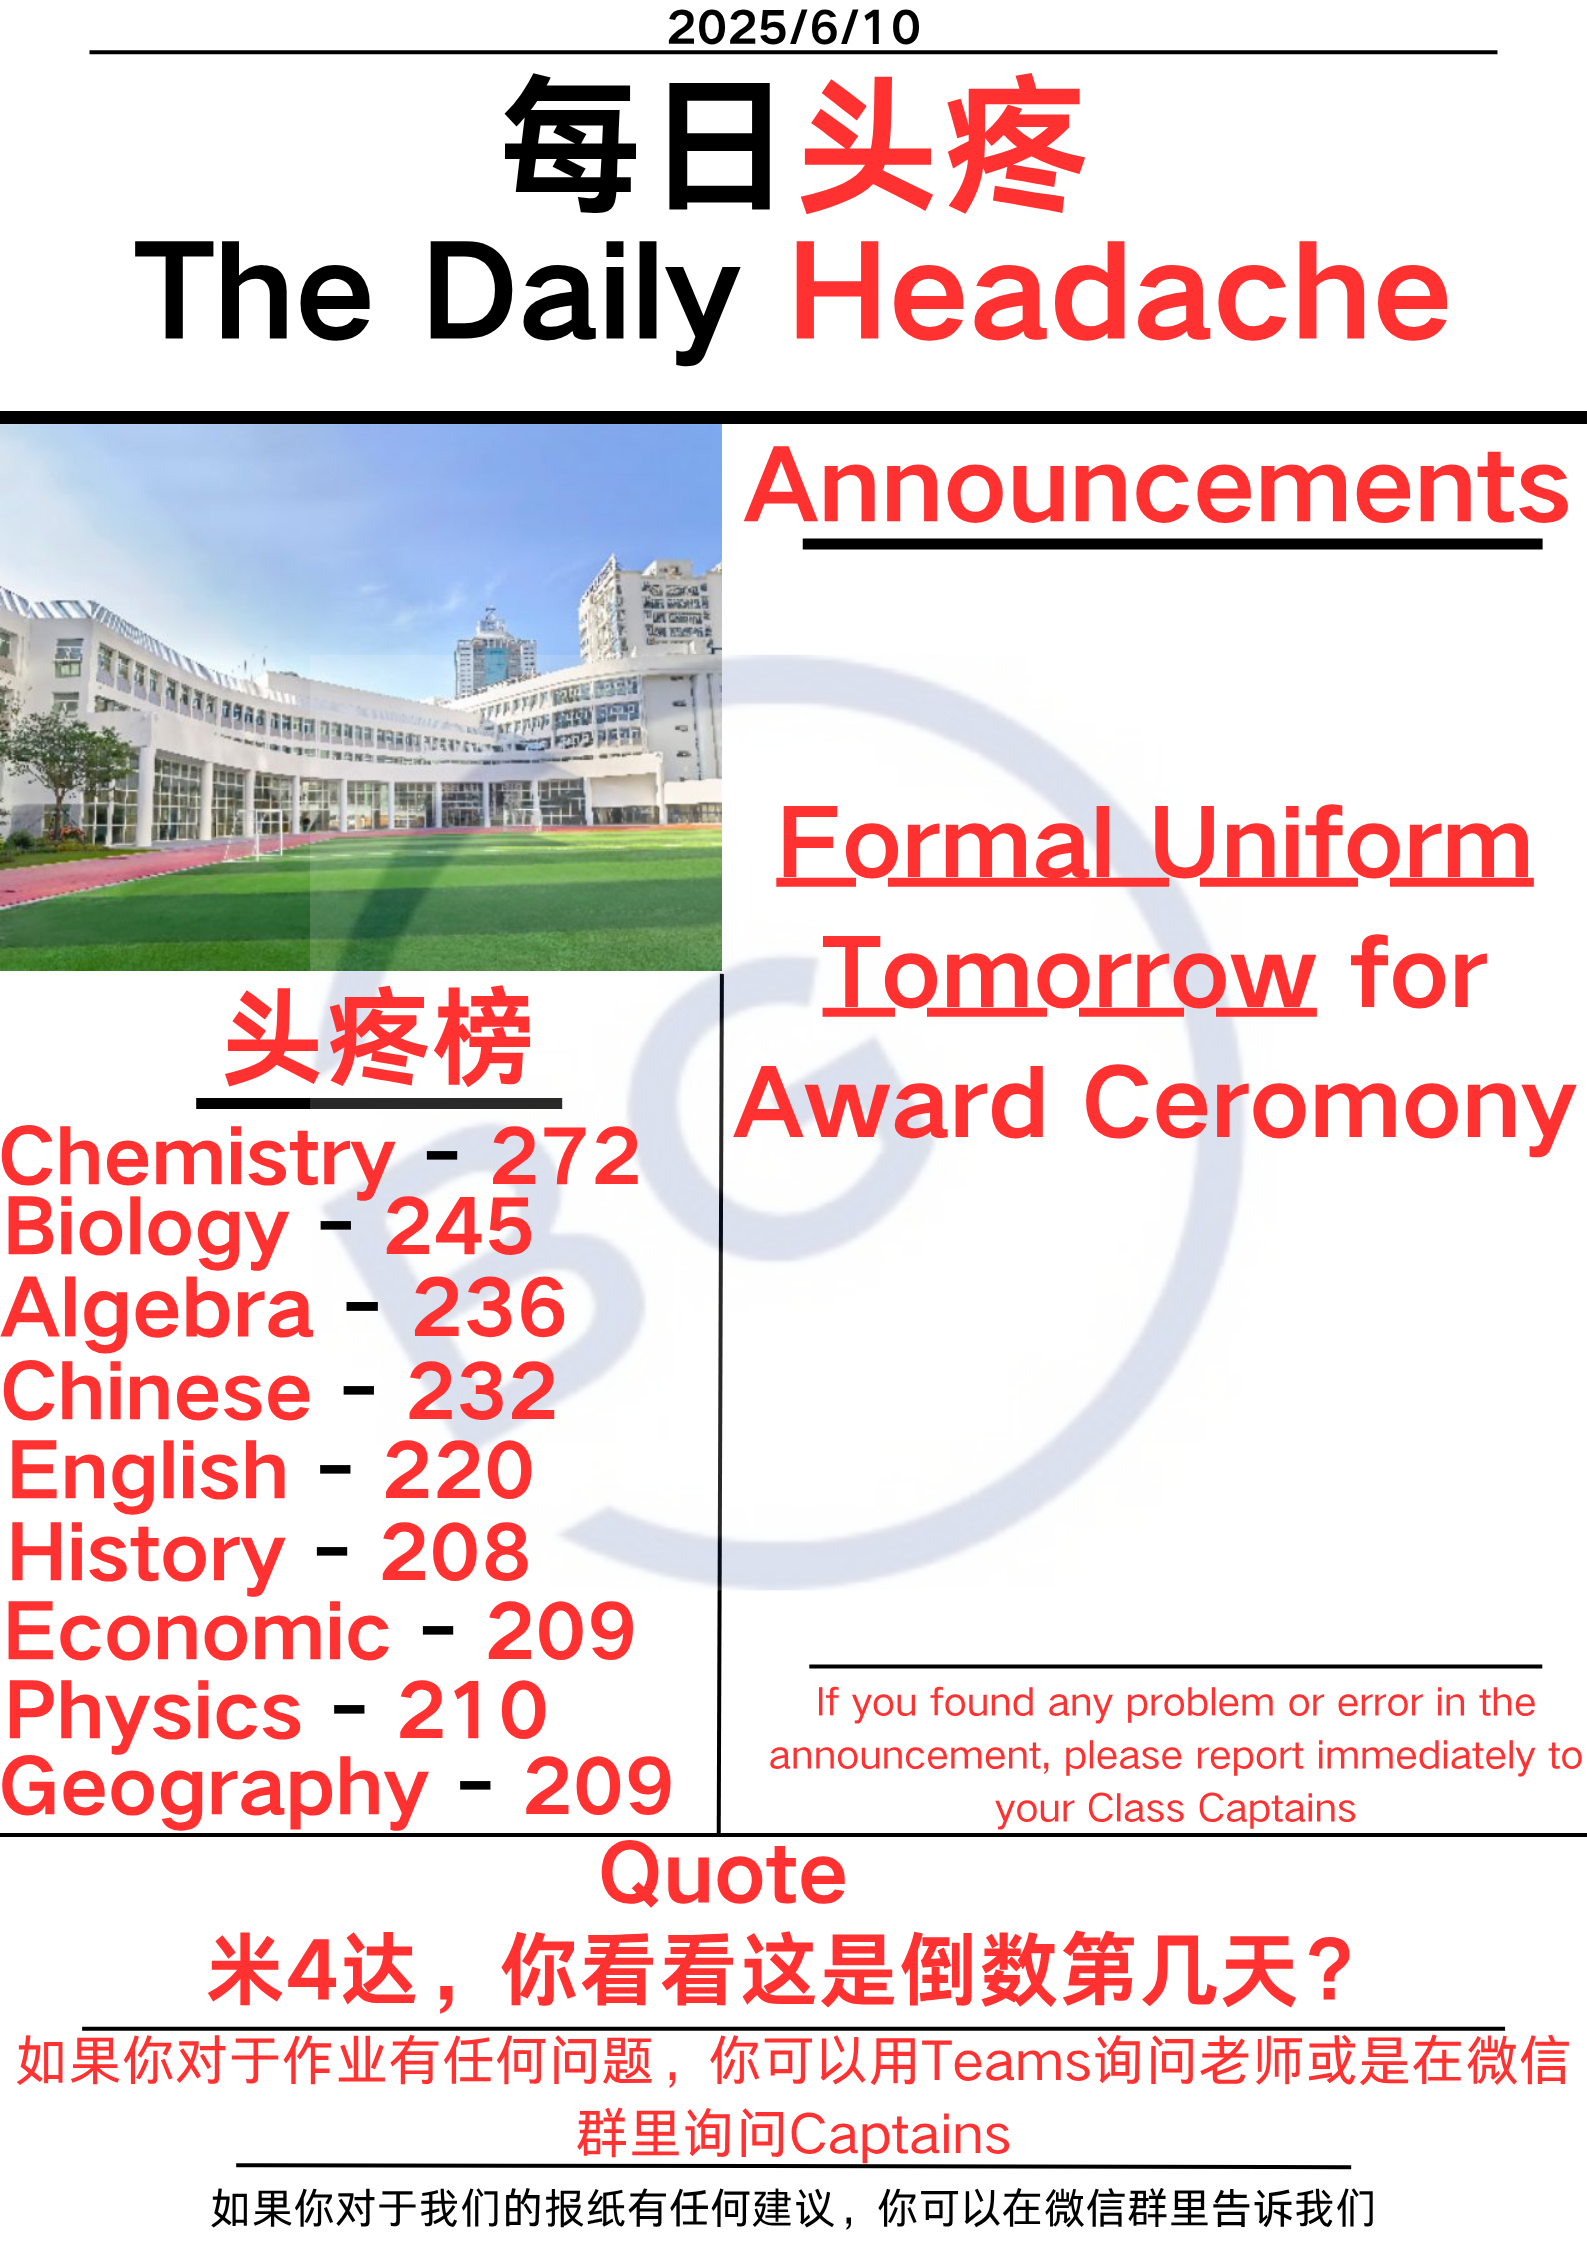 2025/6/10
每日头疼
The Daily Headache
Announcements
Formal Uniform
Tomorrow for
Award Ceromony
头疼榜
Chemistry - 272
Biology - 245
Algebra - 236
Chinese - 232
English - 220
History - 208
Economic - 209
Physics - 210
Geography - 209
If you found any problem or error in the
announcement, please report immediately to
your Class Captains
Quote
米4达，你看看这是倒数第几天?
如果你对于作业有任何问题，你可以用Teams询问老师或是在微信
群里询问Captains
如果你对于我们的报纸有任何建议，你可以在微信群里告诉我们
BG